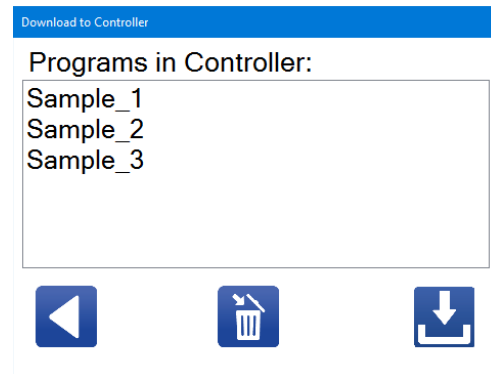 Download to Controller
Programs in Controller:
Sample_1
Sample_2
Sample_3